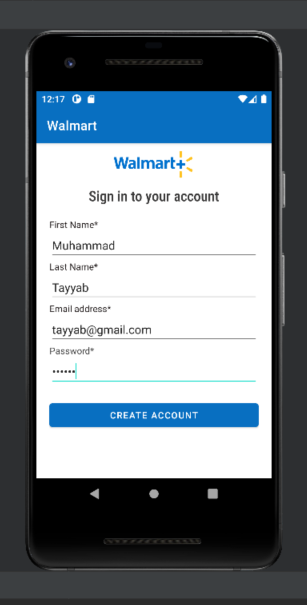 12:17
Walmart
Walmart+
Sign in to your account
First Name*
Muhammad
Last Name*
Tayyab
Email address*
tayyab@gmail.com
Password*
••••••
CREATE ACCOUNT